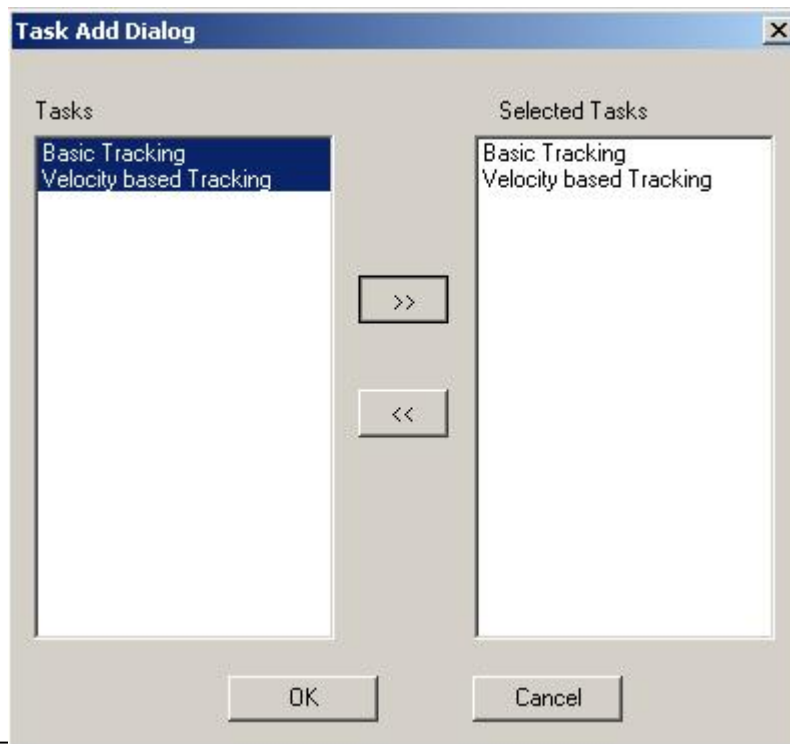 Task Add Dialog
Tasks
Basic Tracking
Velocity based Tracking
>>
<<
Selected Tasks
Basic Tracking
Velocity based Tracking
OK
Cancel